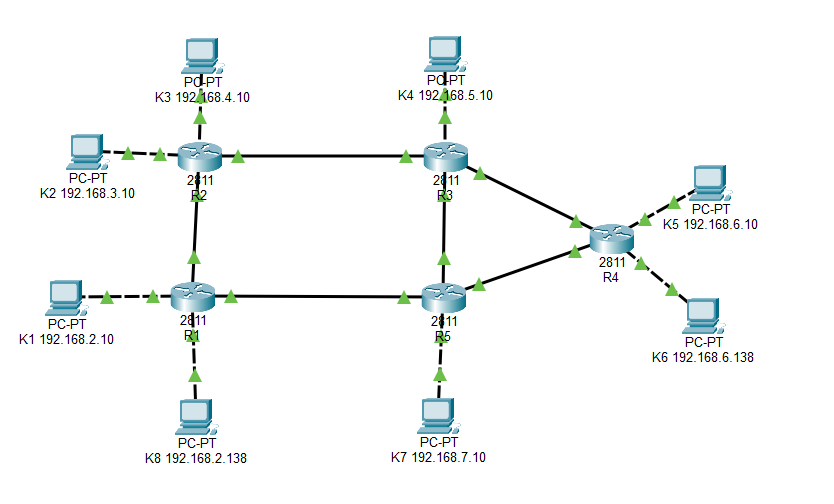 PC-PT
K3 192.168.4.10
PC-PT
K4 192.168.5.10
PC-PT
K2 192.168.3.10
2811
R2
2811
R3
PC-PT
K5 192.168.6.10
2811
R4
PC-PT
K1 192.168.2.10
2811
R1
2811
R5
PC-PT
K6 192.168.6.138
PC-PT
K8 192.168.2.138
PC-PT
K7 192.168.7.10